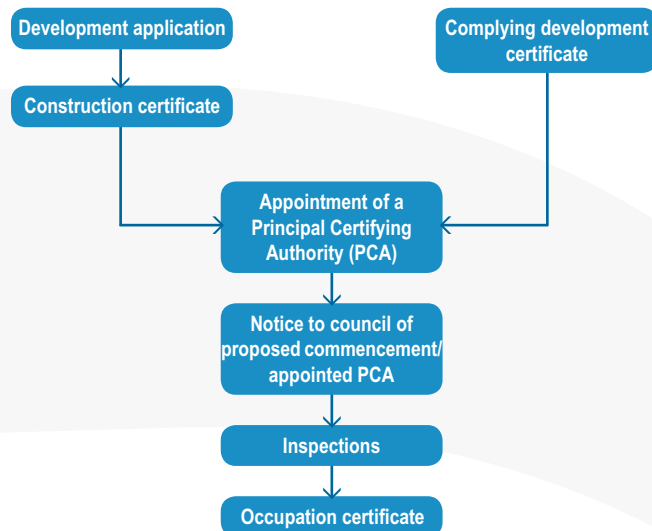 Development application
Complying development
certificate
Construction certificate
Appointment of a
Principal Certifying
Authority (PCA)
Notice to council of
proposed commencement/
appointed PCA
Inspections
Occupation certificate